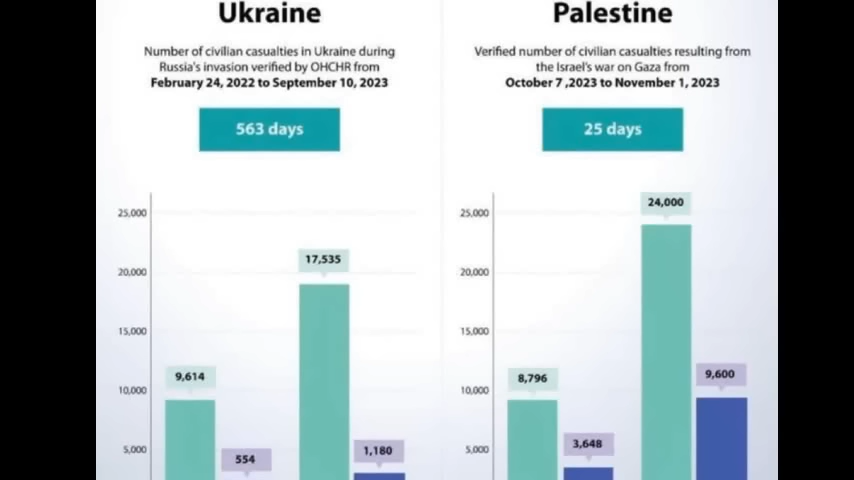 Ukraine
Number of civilian casualties in Ukraine during
Russia's invasion verified by OHCHR from
February 24, 2022 to September 10, 2023
563 days
25,000
20,000
15,000
10,000
5,000
9,614
554
17,535
1,180
Palestine
Verified number of civilian casualties resulting from
the Israel's war on Gaza from
October 7 ,2023 to November 1, 2023
25 days
25,000
20,000
15,000
10,000
5,000
8,796
3,648
24,000
9,600